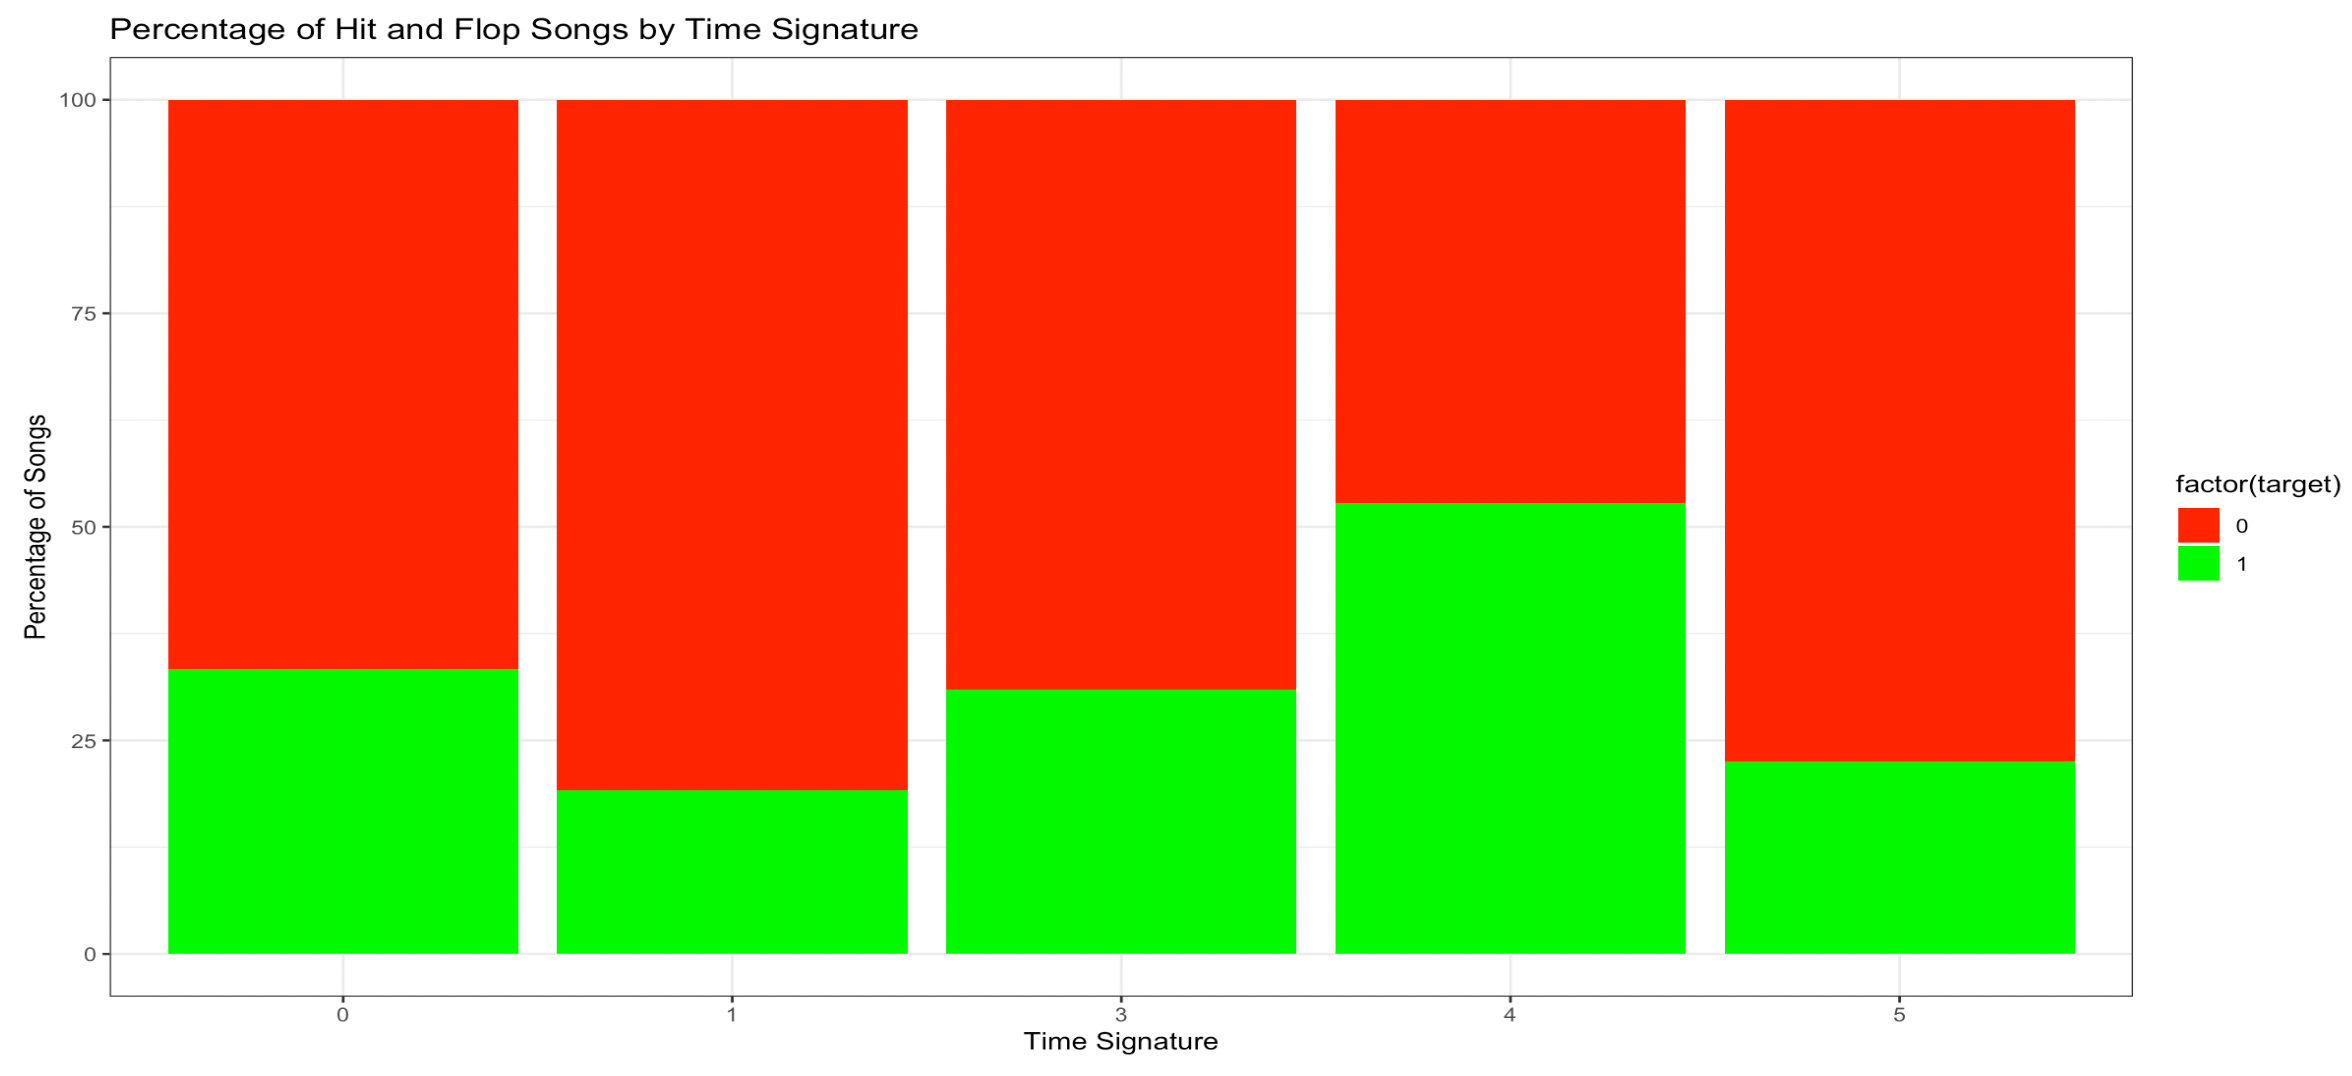 Percentage of Hit and Flop Songs by Time Signature
Percentage of Songs
100
75
50
25
0
0 1 3 4 5
Time Signature
factor(target)
0
1